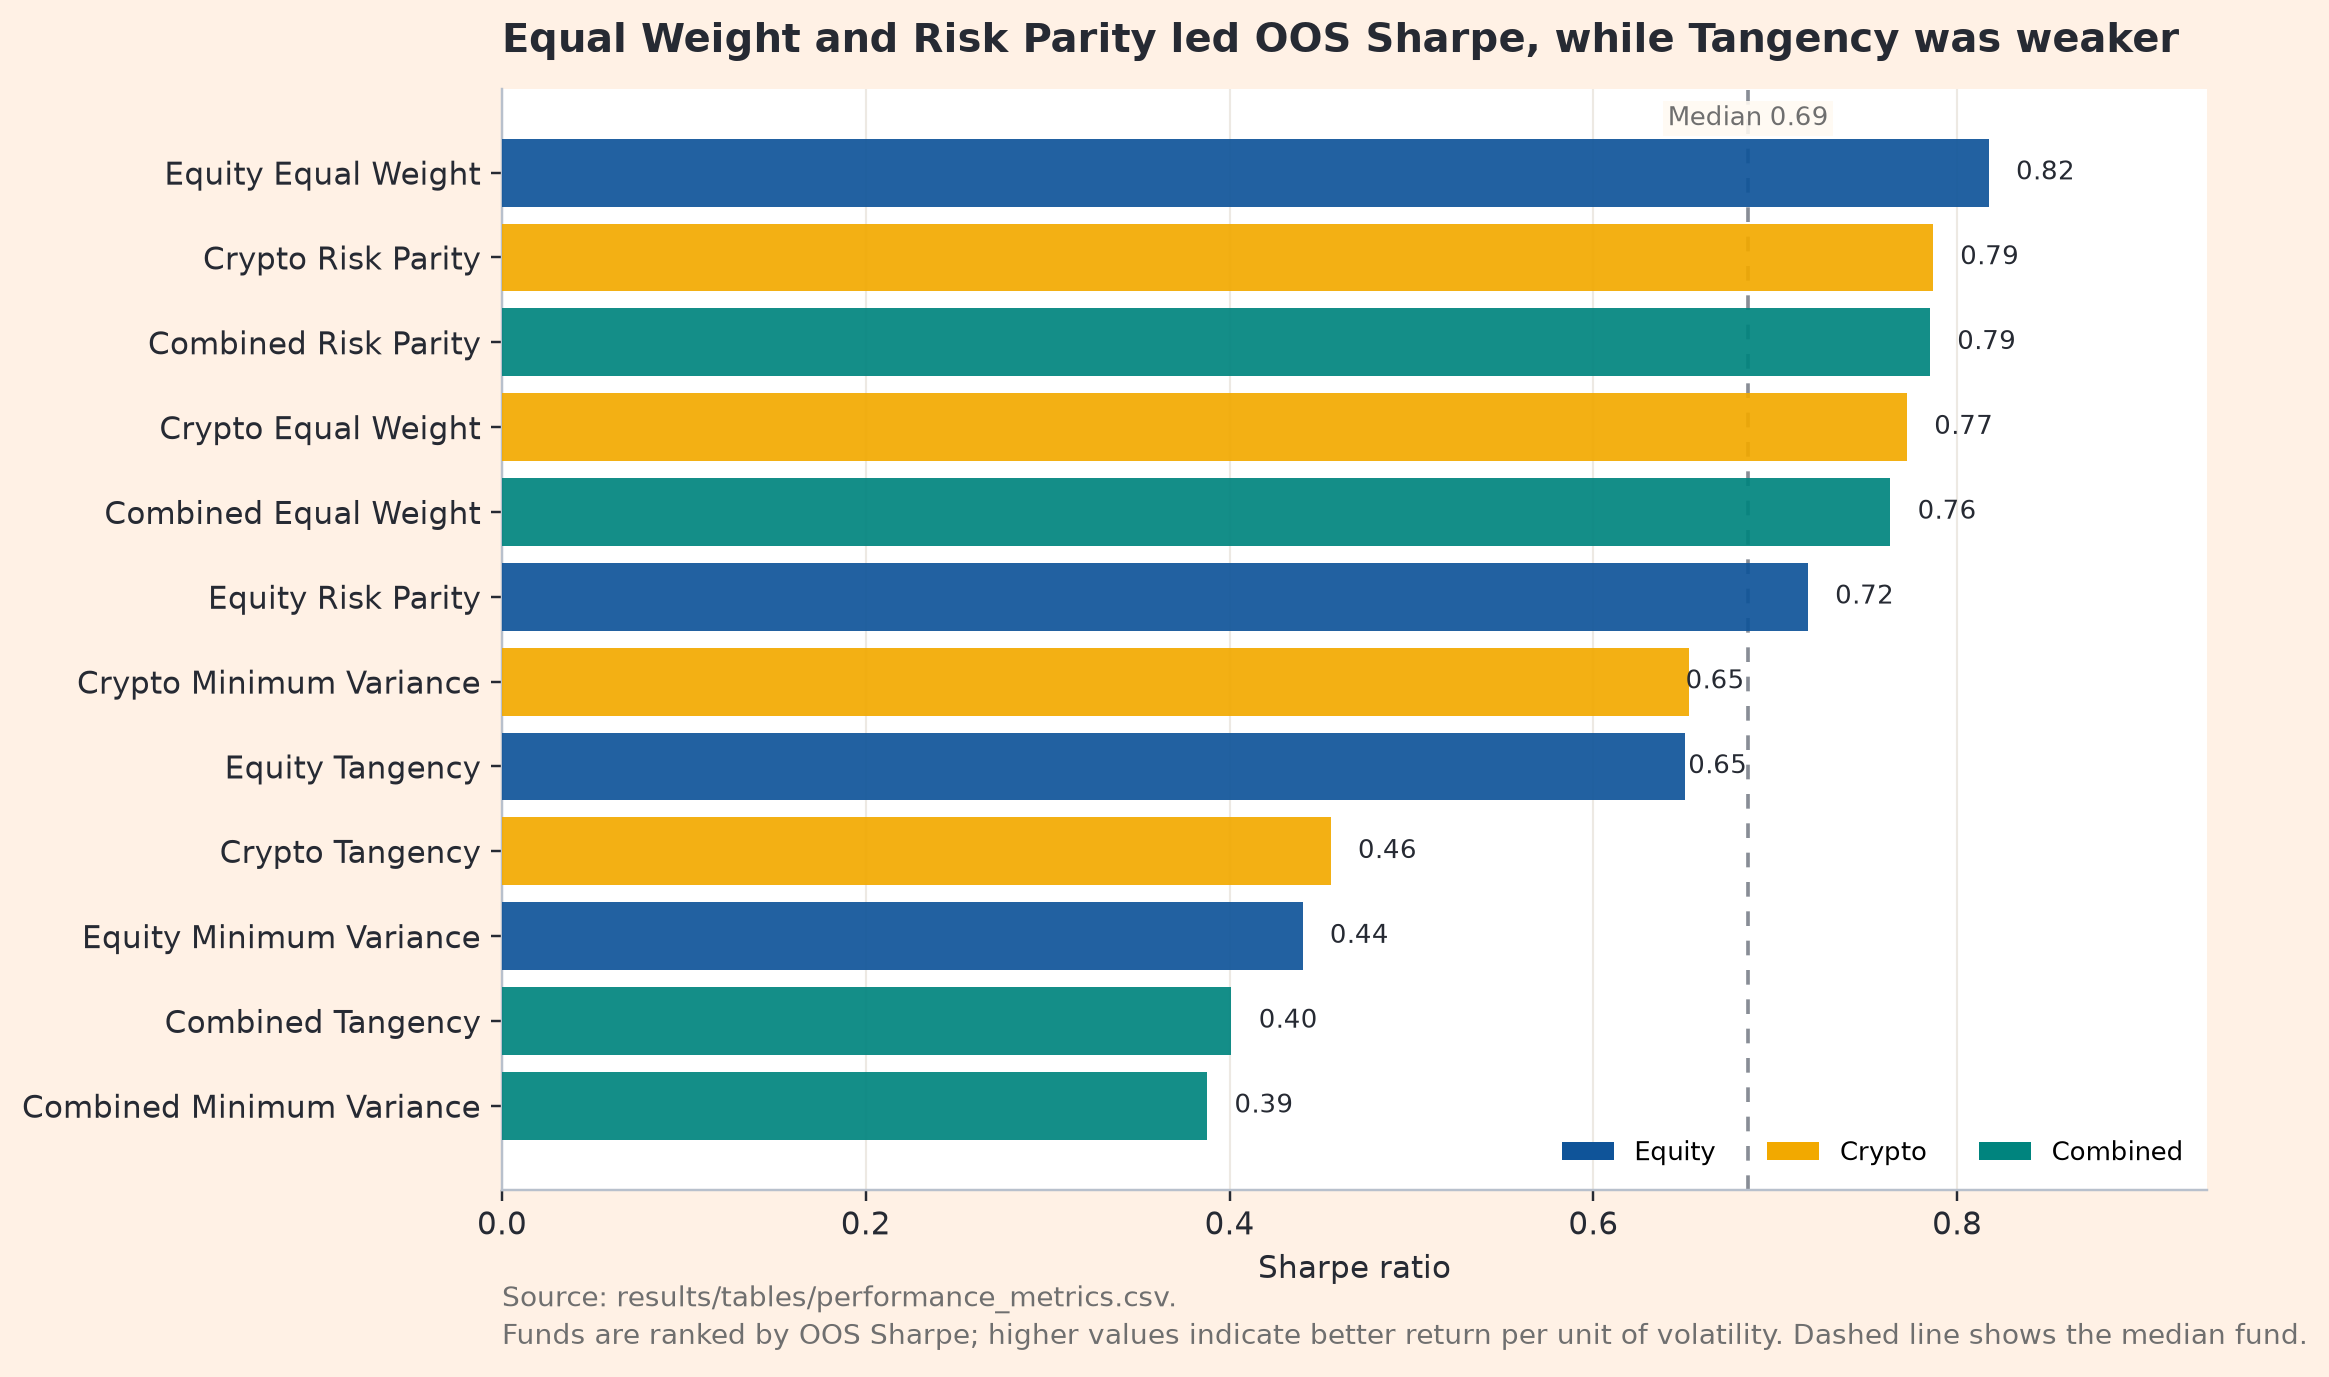 Equal Weight and Risk Parity led OOS Sharpe, while Tangency was weaker
Median 0.69
Equity Equal Weight 0.82
Crypto Risk Parity 0.79
Combined Risk Parity 0.79
Crypto Equal Weight 0.77
Combined Equal Weight 0.76
Equity Risk Parity 0.72
Crypto Minimum Variance 0.65
Equity Tangency 0.65
Crypto Tangency 0.46
Equity Minimum Variance 0.44
Combined Tangency 0.40
Combined Minimum Variance 0.39
Equity Crypto Combined
0.0 0.2 0.4 0.6 0.8
Sharpe ratio
Source: results/tables/performance_metrics.csv.
Funds are ranked by OOS Sharpe; higher values indicate better return per unit of volatility. Dashed line shows the median fund.